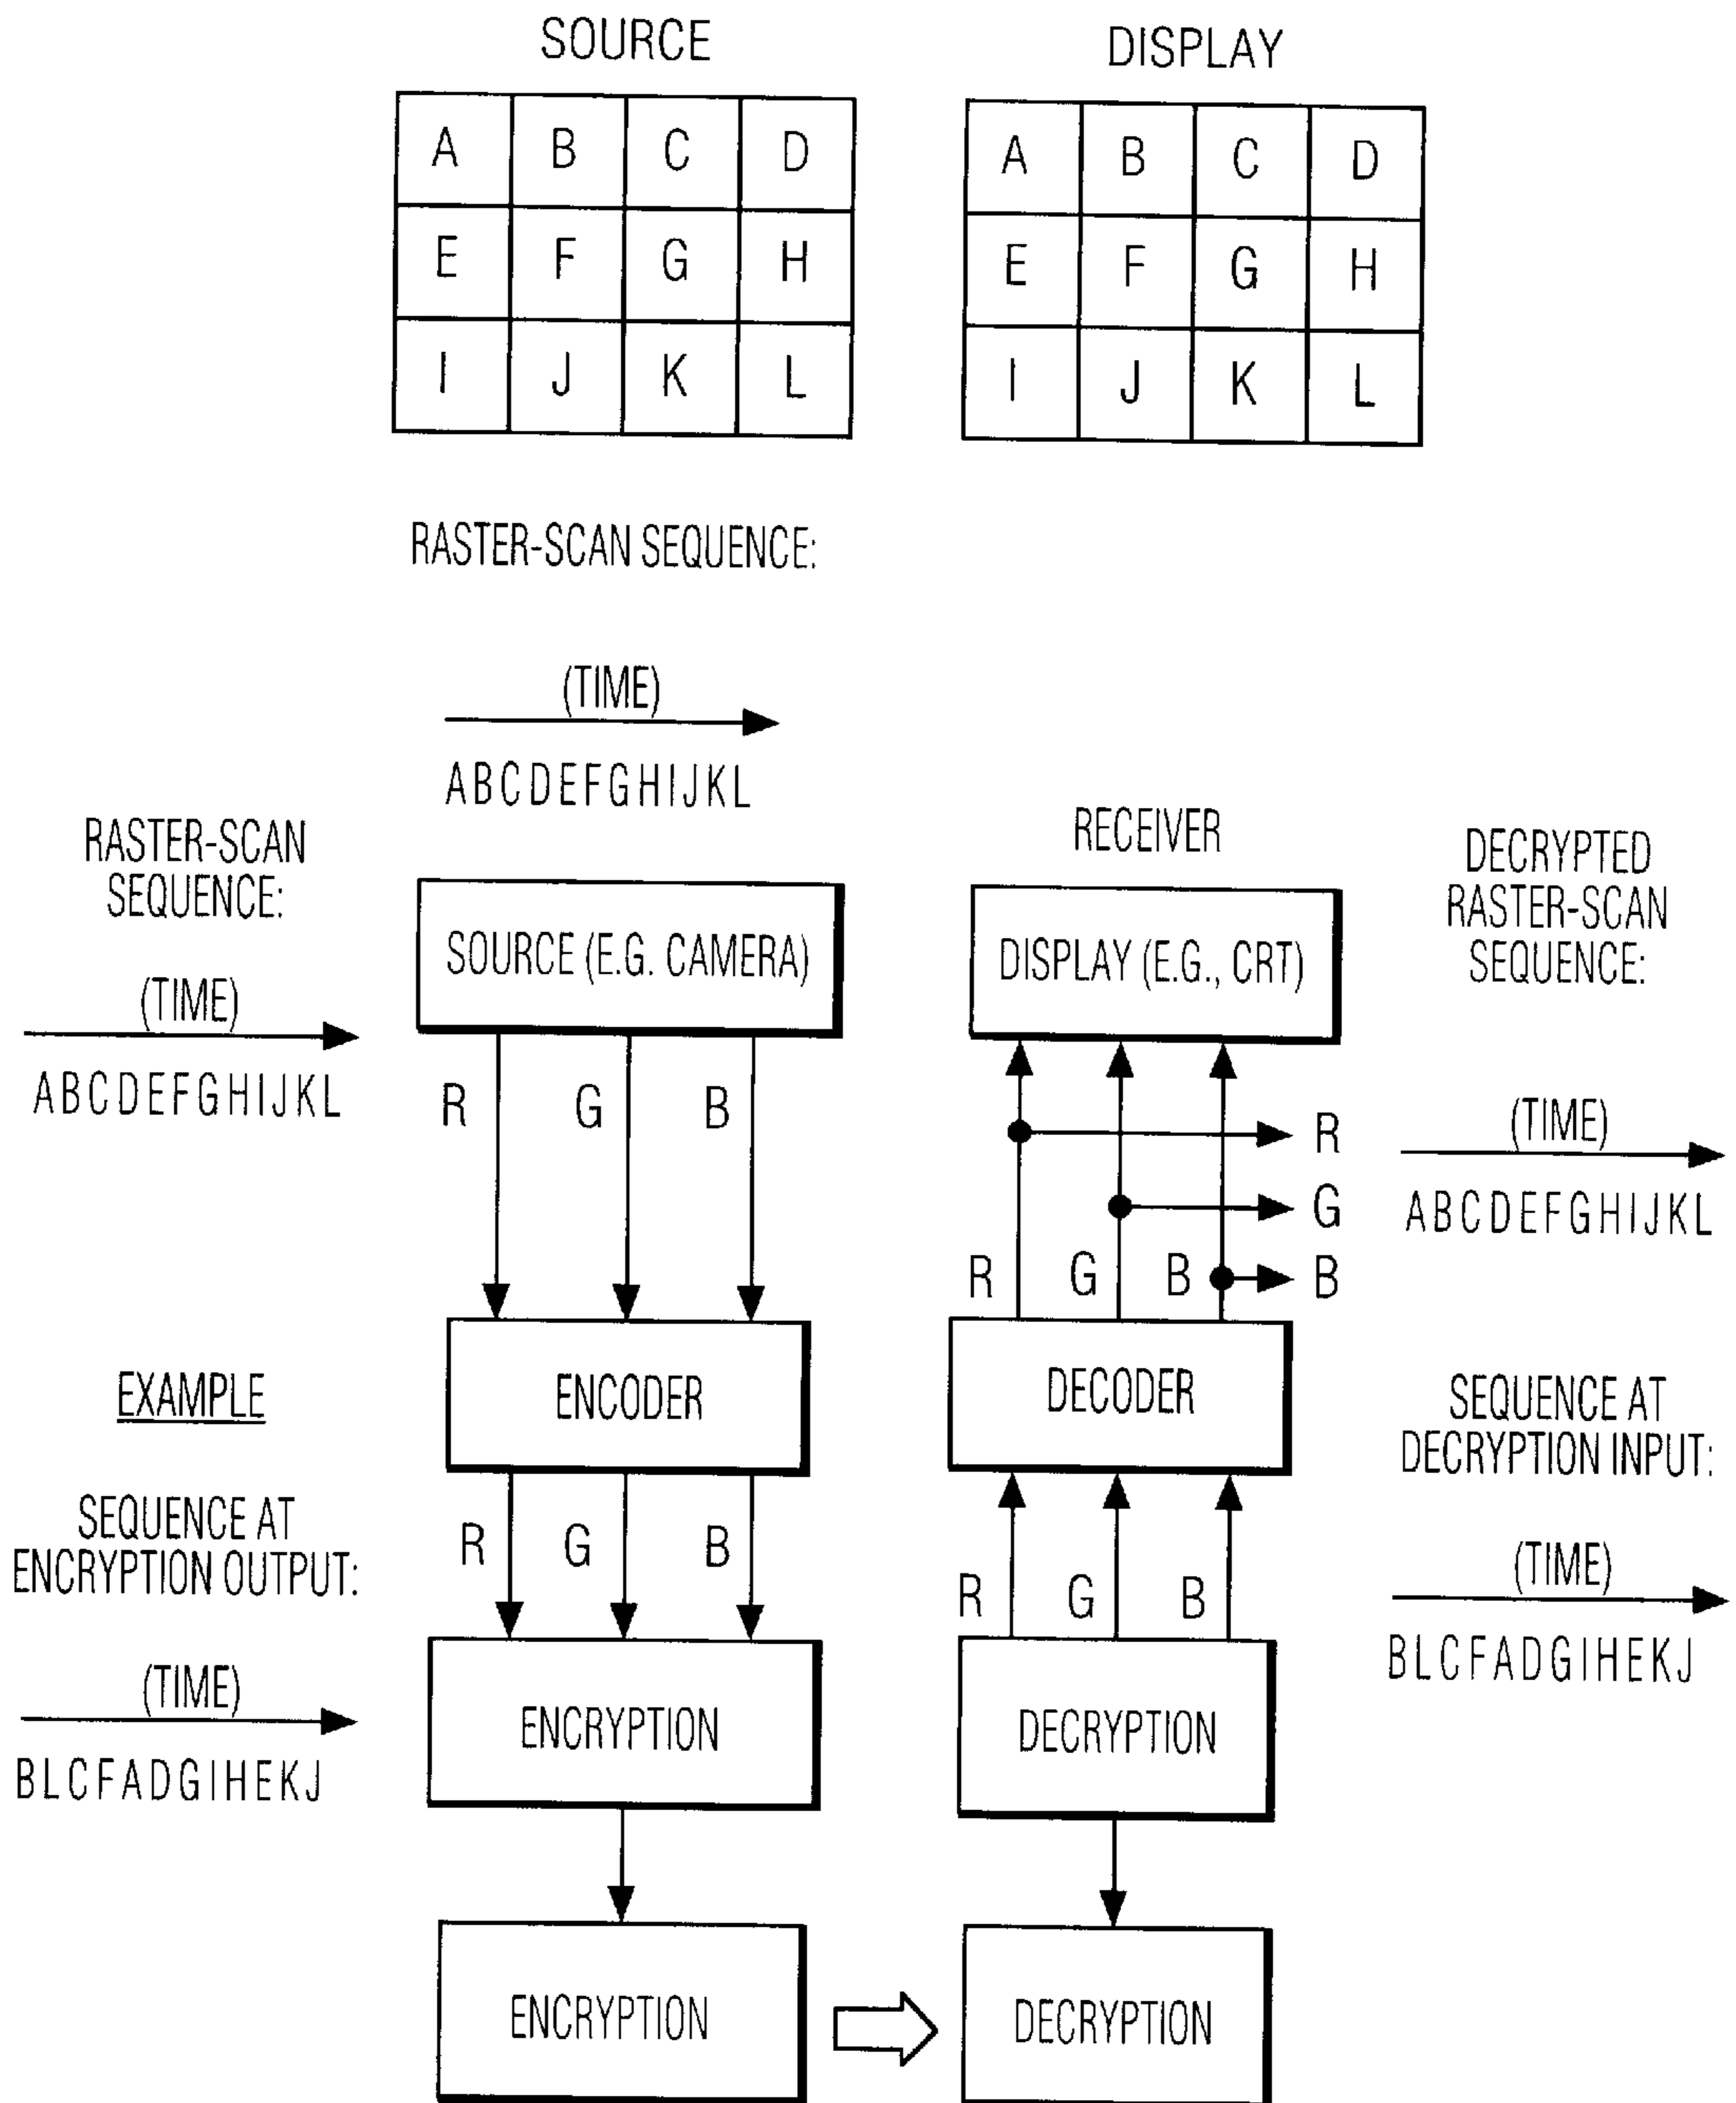 SOURCE
DISPLAY
A B C D
E F G H
I J K L
A B C D
E F G H
I J K L
RASTER-SCAN SEQUENCE:
(TIME)
ABCDEFGHIJKL
RASTER-SCAN
SEQUENCE:
(TIME)
ABCDEFGHIJKL
SOURCE (E.G. CAMERA)
R G B
ENCODER
EXAMPLE
SEQUENCE AT
ENCRYPTION OUTPUT:
(TIME)
BLCFADGIHEKJ
R G B
ENCRYPTION
ENCRYPTION
RECEIVER
DISPLAY (E.G., CRT)
R
G
B
R G B
DECODER
R G B
DECRYPTION
DECRYPTION
DECRYPTED
RASTER-SCAN
SEQUENCE:
(TIME)
ABCDEFGHIJKL
SEQUENCE AT
DECRYPTION INPUT:
(TIME)
BLCFADGIHEKJ